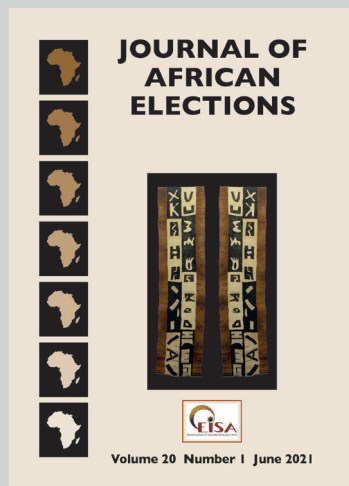 JOURNAL OF
AFRICAN
ELECTIONS
EISA
Volume 20 Number 1 June 2021